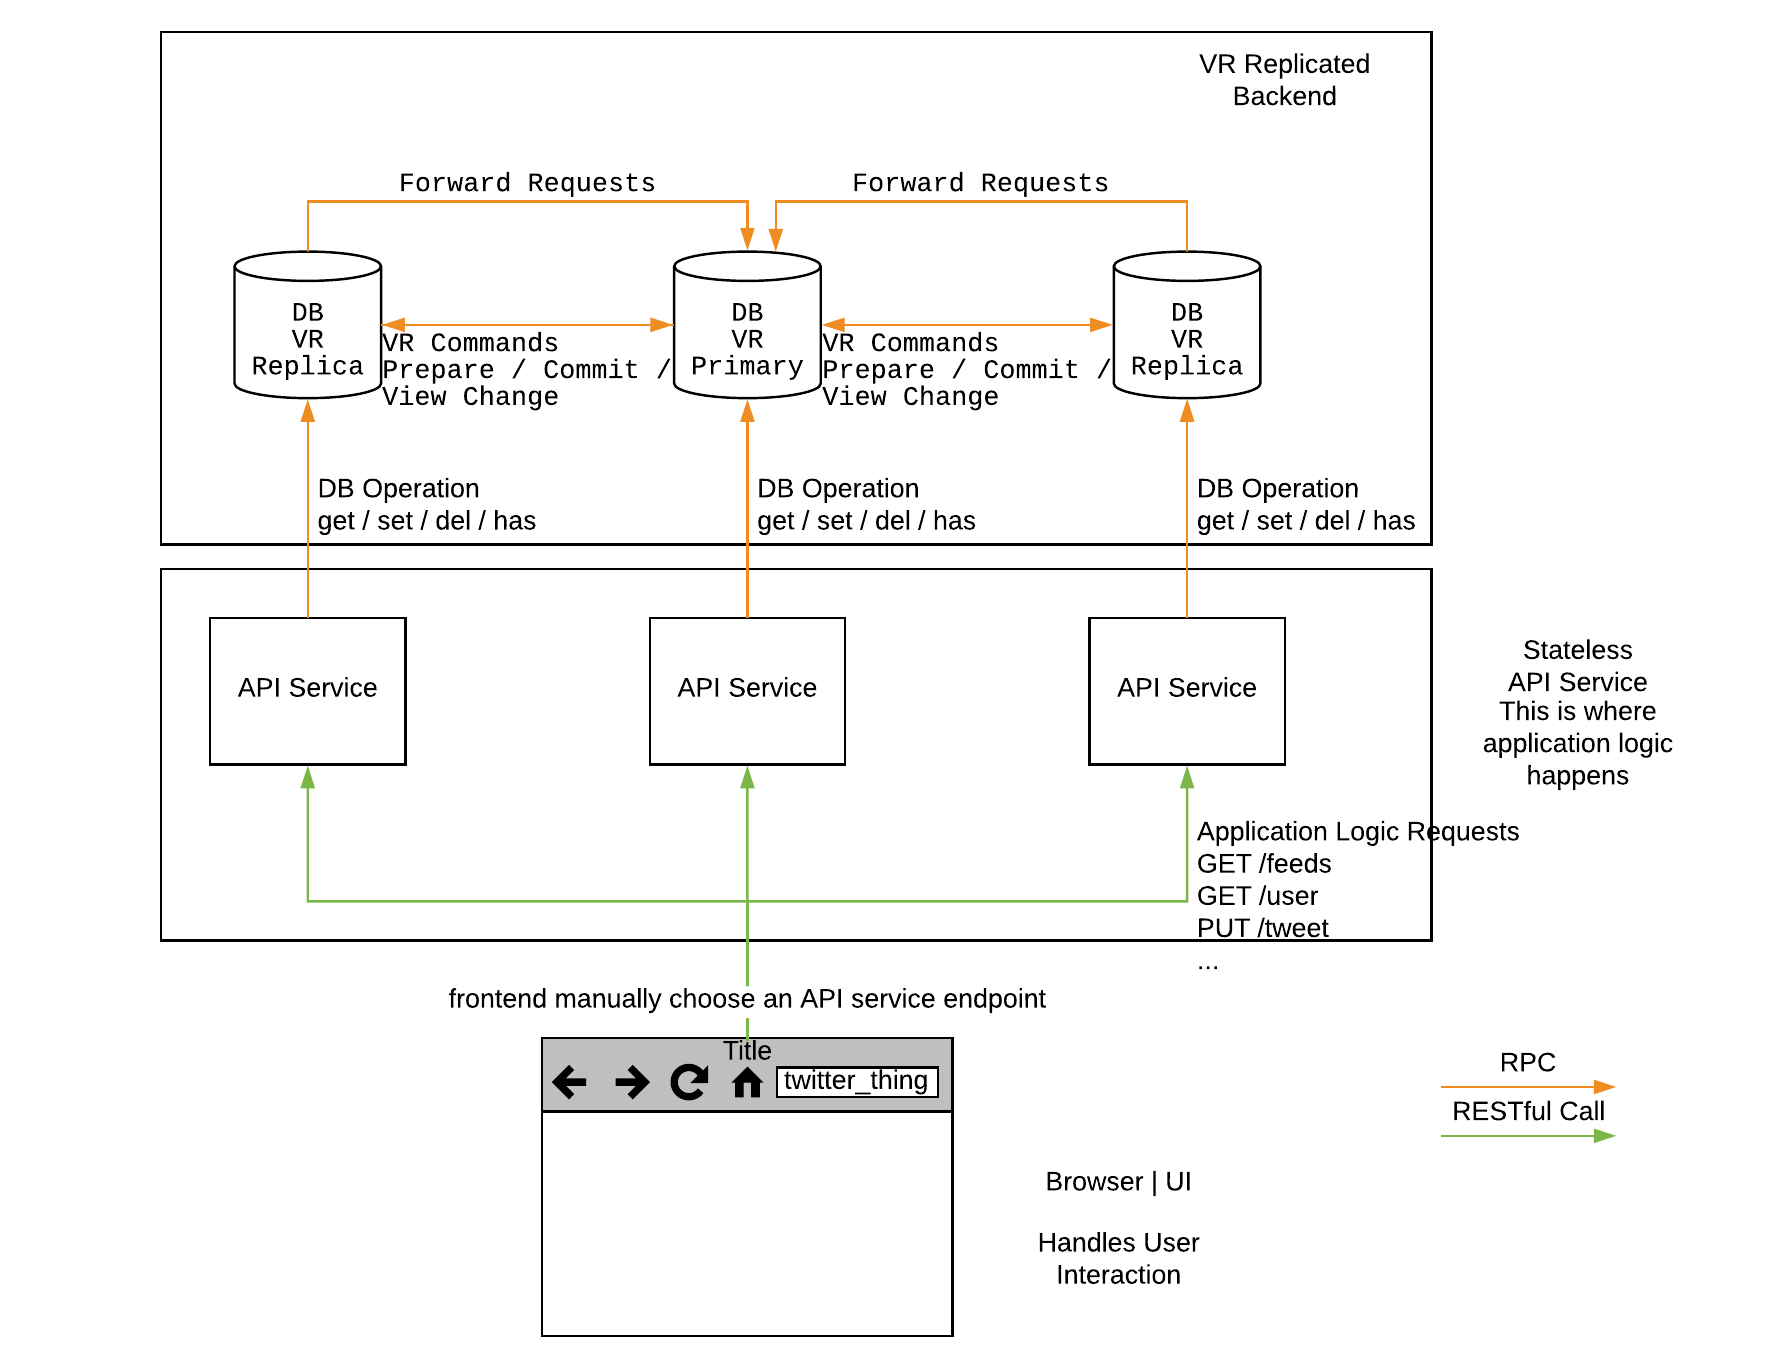 VR Replicated
Backend
Forward Requests
Forward Requests
DB
VR
Replica
VR Commands
Prepare / Commit /
View Change
DB
VR
Primary
VR Commands
Prepare / Commit /
View Change
DB
VR
Replica
DB Operation
get / set / del / has
DB Operation
get / set / del / has
DB Operation
get / set / del / has
API Service
API Service
API Service
Stateless
API Service
This is where
application logic
happens
Application Logic Requests
GET /feeds
GET /user
PUT /tweet
...
frontend manually choose an API service endpoint
Title
twitter_thing
RPC
RESTful Call
Browser | UI
Handles User
Interaction